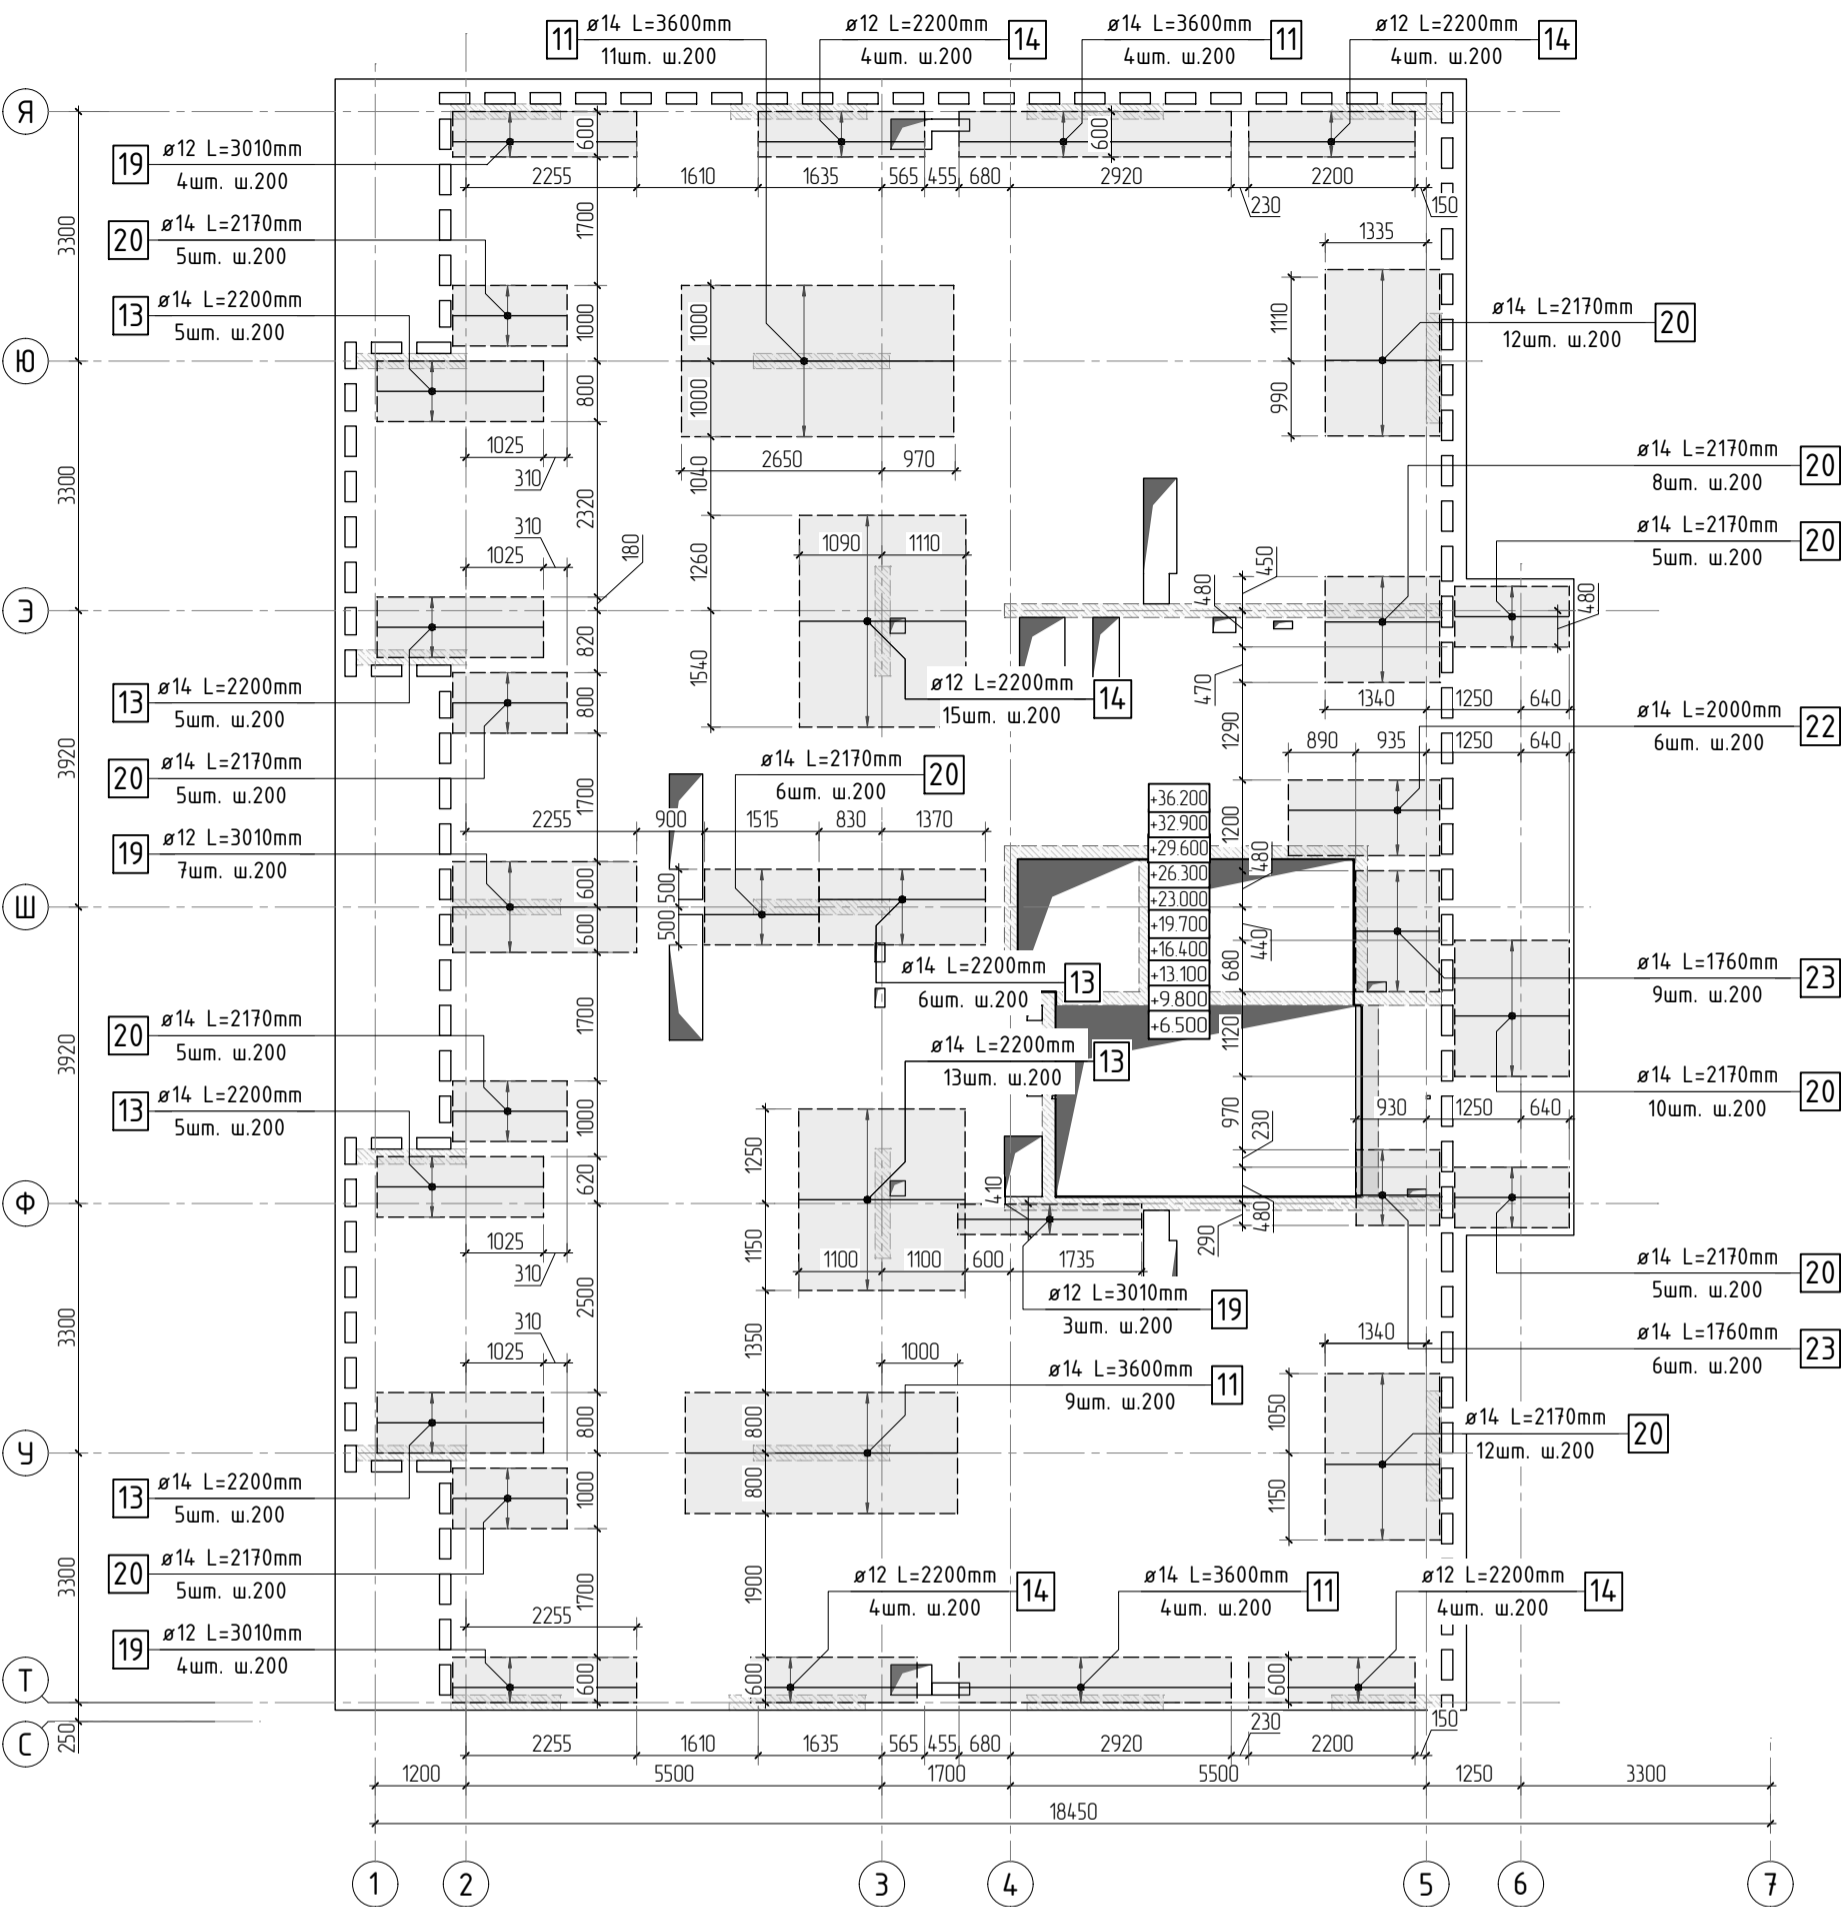 11
ø14 L=3600mm
11шт. ш.200
ø12 L=2200mm
4шт. ш.200
14
ø14 L=3600mm
4шт. ш.200
11
ø12 L=2200mm
4шт. ш.200
14
Я
19
ø12 L=3010mm
4шт. ш.200
600
600
2255
1610
1635
565
455
680
2920
2200
230
150
20
ø14 L=2170mm
5шт. ш.200
3300
1700
1335
13
ø14 L=2200mm
5шт. ш.200
1000
1000
1110
ø14 L=2170mm
12шт. ш.200
20
Ю
800
1000
990
1025
310
2650
970
1040
ø14 L=2170mm
8шт. ш.200
20
3300
2320
310
1025
180
1090
1110
1260
450
480
ø14 L=2170mm
5шт. ш.200
20
480
Э
820
1540
470
13
ø14 L=2200mm
5шт. ш.200
800
ø12 L=2200mm
15шт. ш.200
14
1340
1250
640
ø14 L=2000mm
6шт. ш.200
22
1290
890
935
1250
640
3920
20
ø14 L=2170mm
5шт. ш.200
1700
ø14 L=2170mm
6шт. ш.200
20
2255
900
1515
830
1370
+36.200
+32.900
+29.600
+26.300
+23.000
+19.700
+16.400
+13.100
+9.800
+6.500
1200
480
19
ø12 L=3010mm
7шт. ш.200
600
500
Ш
600
500
440
680
ø14 L=2200mm
6шт. ш.200
13
ø14 L=1760mm
9шт. ш.200
23
3920
1700
20
ø14 L=2170mm
5шт. ш.200
ø14 L=2200mm
13шт. ш.200
13
1120
ø14 L=2170mm
10шт. ш.200
20
13
ø14 L=2200mm
5шт. ш.200
1000
1250
970
230
930
1250
640
Ф
620
410
480
290
1150
1100
1100
600
1735
1025
310
ø14 L=2170mm
5шт. ш.200
20
3300
2500
310
1025
1350
ø12 L=3010mm
3шт. ш.200
19
1340
ø14 L=1760mm
6шт. ш.200
23
1000
ø14 L=3600mm
9шт. ш.200
11
800
800
1050
ø14 L=2170mm
12шт. ш.200
20
У
13
ø14 L=2200mm
5шт. ш.200
1000
800
1150
20
ø14 L=2170mm
5шт. ш.200
3300
1700
1900
ø12 L=2200mm
4шт. ш.200
14
ø14 L=3600mm
4шт. ш.200
11
ø12 L=2200mm
4шт. ш.200
14
2255
19
ø12 L=3010mm
4шт. ш.200
600
600
600
Т
250
С
2255
1610
1635
565
455
680
2920
230
2200
150
1200
5500
1700
5500
1250
3300
18450
1
2
3
4
5
6
7